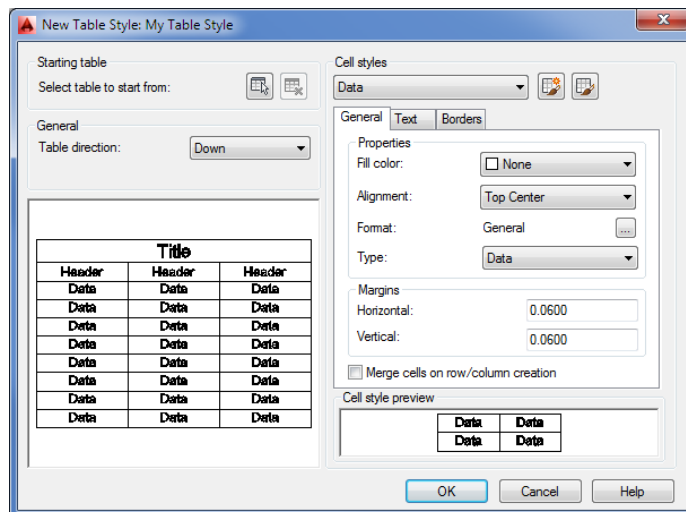 New Table Style: My Table Style
Starting table
Select table to start from:
General
Table direction:
Down
Title
Header Header Header
Data Data Data
Data Data Data
Data Data Data
Data Data Data
Data Data Data
Data Data Data
Data Data Data
Data Data Data
Cell styles
Data
General Text Borders
Properties
Fill color: None
Alignment: Top Center
Format: General ...
Type: Data
Margins
Horizontal: 0.0600
Vertical: 0.0600
Merge cells on row/column creation
Cell style preview
Data Data
Data Data
OK Cancel Help